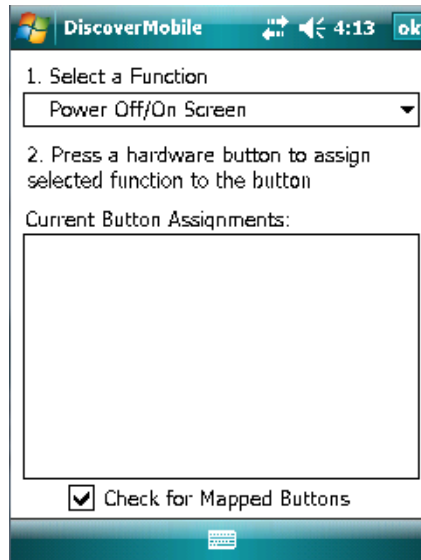 DiscoverMobile 4:13 ok
1. Select a Function
Power Off/On Screen
2. Press a hardware button to assign
selected function to the button
Current Button Assignments:
Check for Mapped Buttons